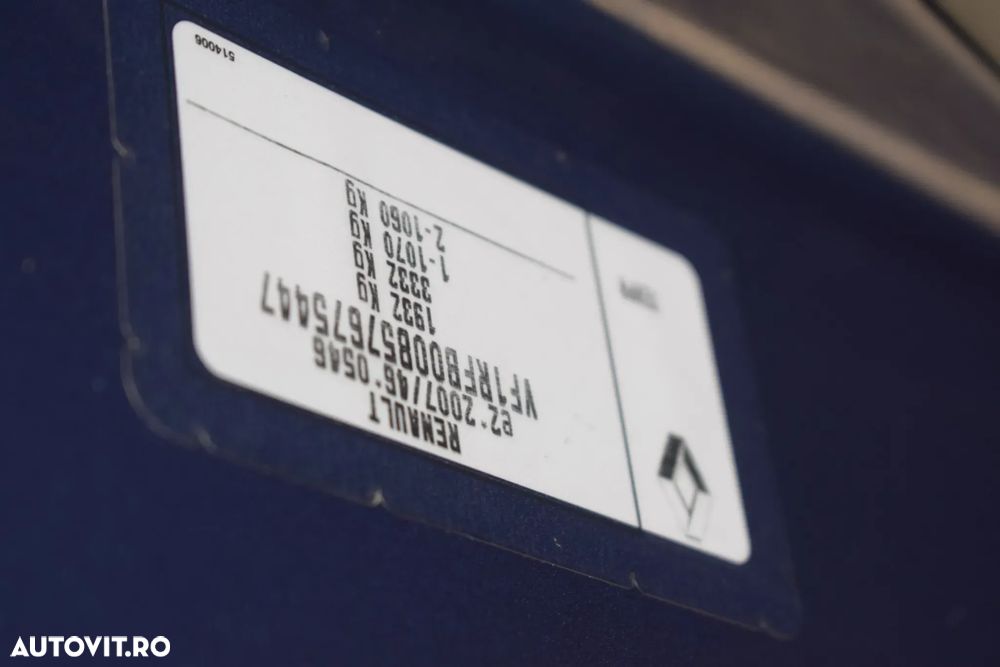 RENAULT
e2*2007/46*0546
VF1RFB00857675447
1932 Kg
3332 Kg
1-1070 Kg
2-1060 Kg
514006
AUTOVIT.RO